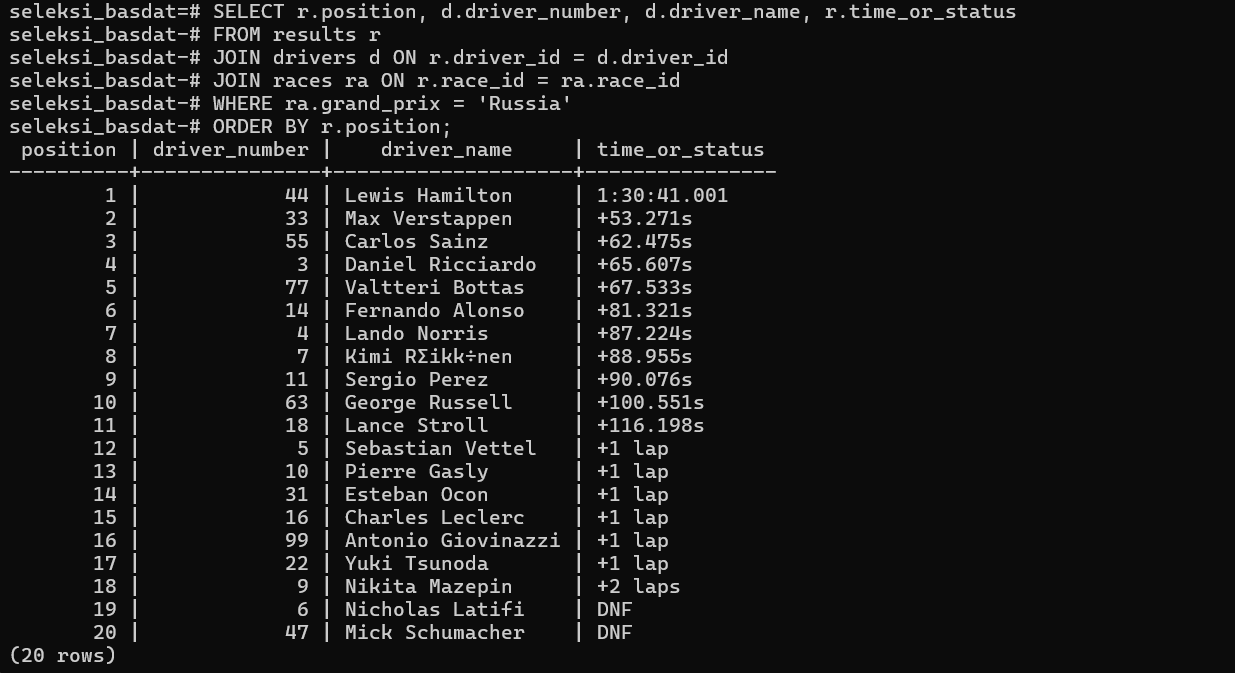 seleksi_basdat=# SELECT r.position, d.driver_number, d.driver_name, r.time_or_status
seleksi_basdat-# FROM results r
seleksi_basdat-# JOIN drivers d ON r.driver_id = d.driver_id
seleksi_basdat-# JOIN races ra ON r.race_id = ra.race_id
seleksi_basdat-# WHERE ra.grand_prix = 'Russia'
seleksi_basdat-# ORDER BY r.position;
 position | driver_number |    driver_name     | time_or_status
----------+---------------+--------------------+----------------
        1 |            44 | Lewis Hamilton     | 1:30:41.001
        2 |            33 | Max Verstappen     | +53.271s
        3 |            55 | Carlos Sainz       | +62.475s
        4 |             3 | Daniel Ricciardo   | +65.607s
        5 |            77 | Valtteri Bottas    | +67.533s
        6 |            14 | Fernando Alonso    | +81.321s
        7 |             4 | Lando Norris       | +87.224s
        8 |             7 | Kimi RΣikk÷nen     | +88.955s
        9 |            11 | Sergio Perez       | +90.076s
       10 |            63 | George Russell     | +100.551s
       11 |            18 | Lance Stroll       | +116.198s
       12 |             5 | Sebastian Vettel   | +1 lap
       13 |            10 | Pierre Gasly       | +1 lap
       14 |            31 | Esteban Ocon       | +1 lap
       15 |            16 | Charles Leclerc    | +1 lap
       16 |            99 | Antonio Giovinazzi | +1 lap
       17 |            22 | Yuki Tsunoda       | +1 lap
       18 |             9 | Nikita Mazepin     | +2 laps
       19 |             6 | Nicholas Latifi    | DNF
       20 |            47 | Mick Schumacher    | DNF
(20 rows)